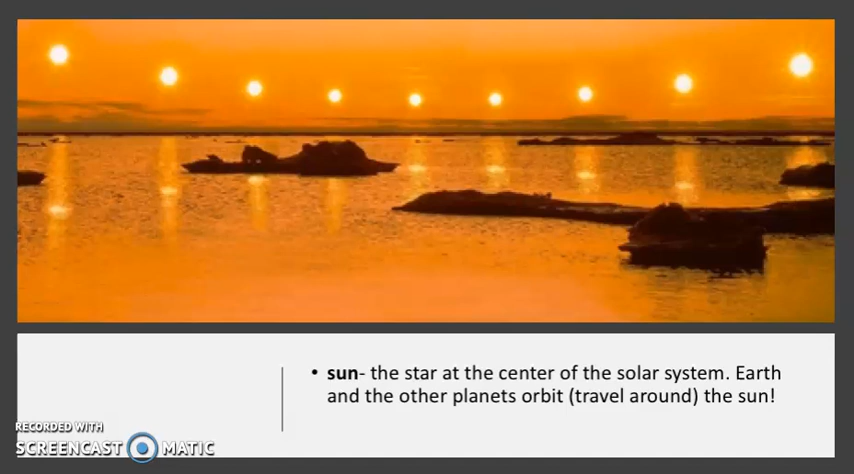 • sun- the star at the center of the solar system. Earth
and the other planets orbit (travel around) the sun!
RECORDED WITH
SCREENCAST MATIC